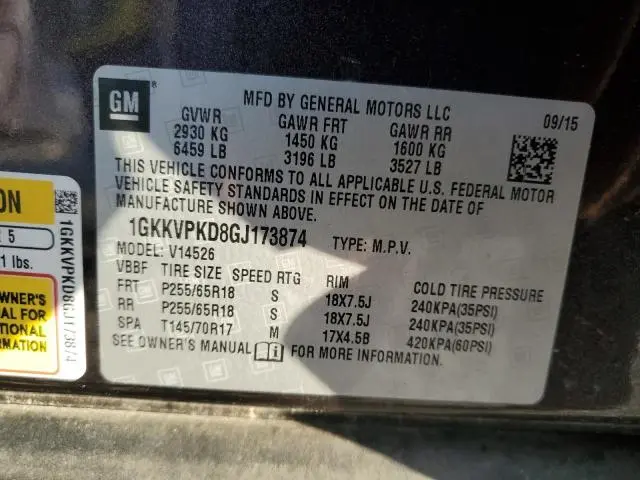 GM
®
MFD BY GENERAL MOTORS LLC
09/15
GVWR GAWR FRT GAWR RR
2930 KG 1450 KG 1600 KG
6459 LB 3196 LB 3527 LB
THIS VEHICLE CONFORMS TO ALL APPLICABLE U.S. FEDERAL MOTOR
VEHICLE SAFETY STANDARDS IN EFFECT ON THE DATE OF
MANUFACTURE SHOWN ABOVE.
1GKKVPKD8GJ173874 TYPE: M.P.V.
MODEL: V14526
VBBF TIRE SIZE SPEED RTG RIM COLD TIRE PRESSURE
FRT P255/65R18 S 18X7.5J 240KPA(35PSI)
RR P255/65R18 S 18X7.5J 240KPA(35PSI)
SPA T145/70R17 M 17X4.5B 420KPA(60PSI)
SEE OWNER'S MANUAL FOR MORE INFORMATION.
ON
5
1 lbs.
WNER'S
AL FOR
TIONAL
MATION
1GKKVPKD8GJ173874